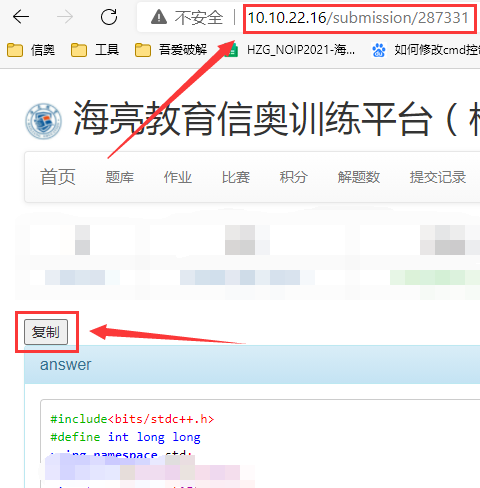 不安全 10.10.22.16/submission/287331
信奥 工具 吾爱破解 HZG_NOIP2021-海... 如何修改cmd控
海亮教育信奥训练平台（
首页 题库 作业 比赛 积分 解题数 提交记录
复制
answer
#include<bits/stdc++.h>
#define int long long
using namespace std;